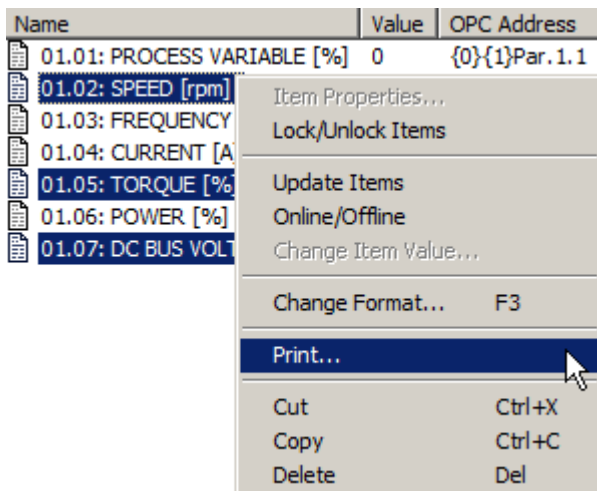 Name Value OPC Address
01.01: PROCESS VARIABLE [%] 0 {0}{1}Par.1.1
01.02: SPEED [rpm]
01.03: FREQUENCY
01.04: CURRENT [A
01.05: TORQUE [%]
01.06: POWER [%]
01.07: DC BUS VOLT
Item Properties...
Lock/Unlock Items
Update Items
Online/Offline
Change Item Value...
Change Format... F3
Print...
Cut Ctrl+X
Copy Ctrl+C
Delete Del